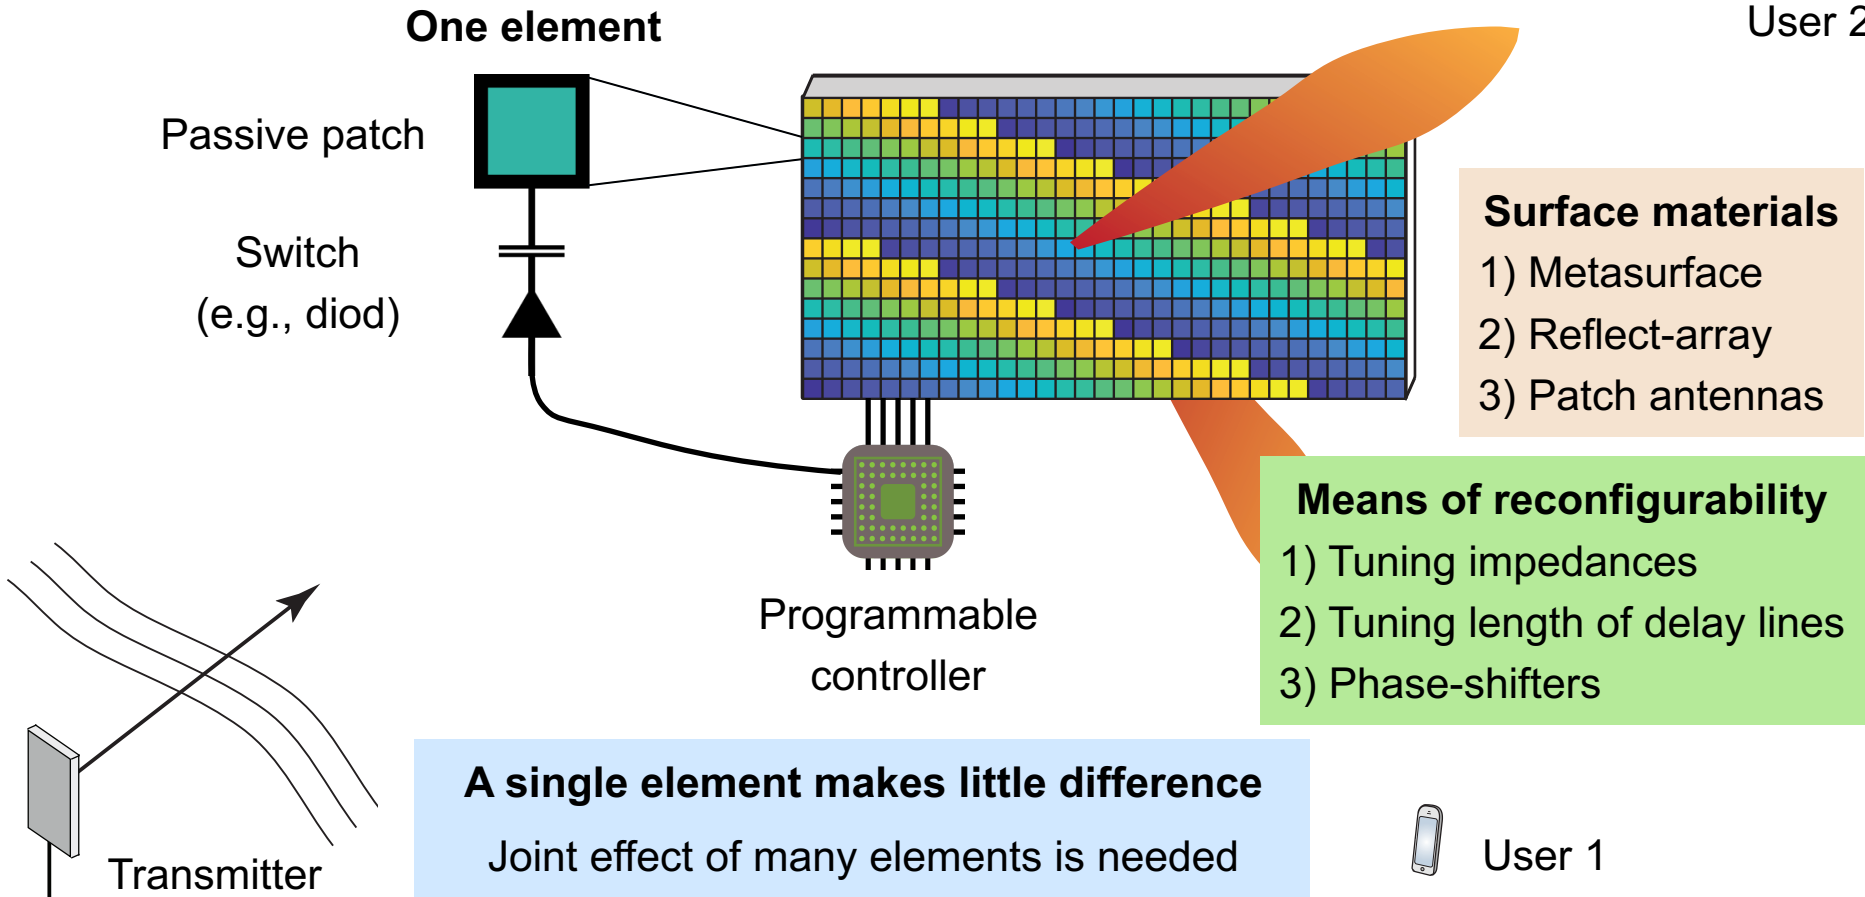 One element
User 2
Passive patch
Switch
(e.g., diod)
Surface materials
1) Metasurface
2) Reflect-array
3) Patch antennas
Means of reconfigurability
1) Tuning impedances
2) Tuning length of delay lines
3) Phase-shifters
Programmable
controller
A single element makes little difference
Joint effect of many elements is needed
Transmitter
User 1